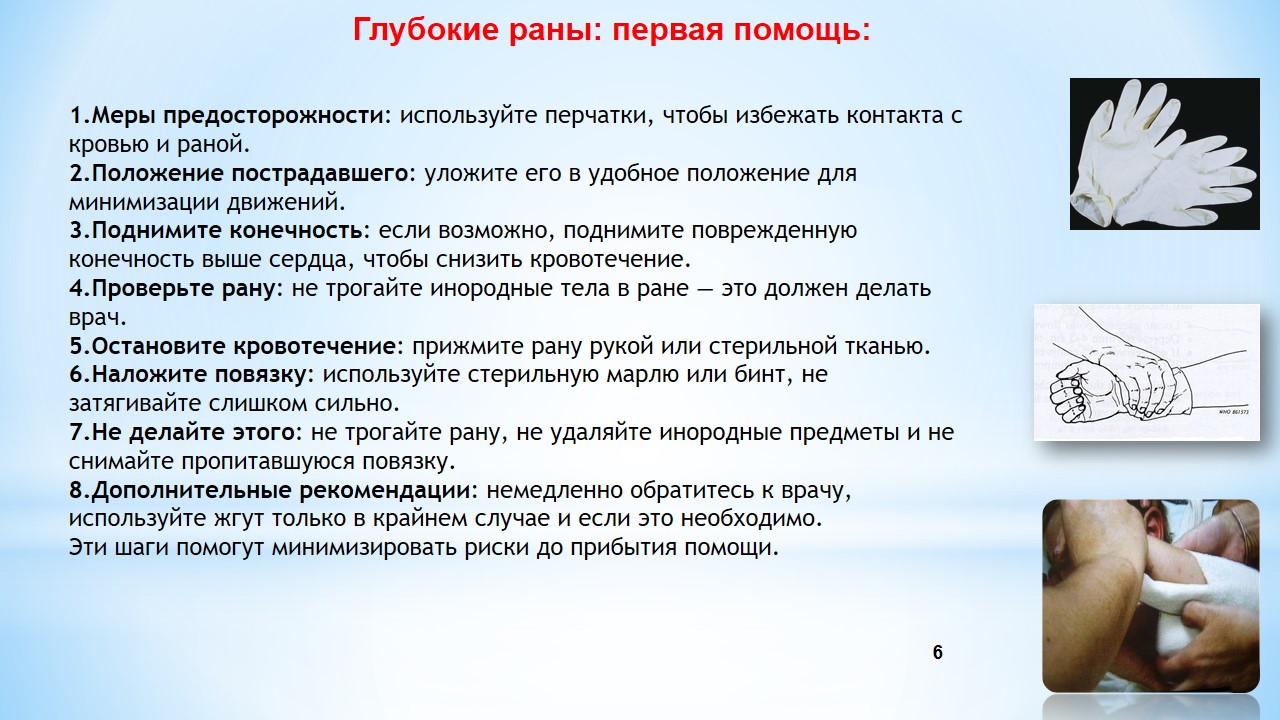 Глубокие раны: первая помощь:
1.Меры предосторожности: используйте перчатки, чтобы избежать контакта с
кровью и раной.
2.Положение пострадавшего: уложите его в удобное положение для
минимизации движений.
3.Поднимите конечность: если возможно, поднимите поврежденную
конечность выше сердца, чтобы снизить кровотечение.
4.Проверьте рану: не трогайте инородные тела в ране — это должен делать
врач.
5.Остановите кровотечение: прижмите рану рукой или стерильной тканью.
6.Наложите повязку: используйте стерильную марлю или бинт, не
затягивайте слишком сильно.
7.Не делайте этого: не трогайте рану, не удаляйте инородные предметы и не
снимайте пропитавшуюся повязку.
8.Дополнительные рекомендации: немедленно обратитесь к врачу,
используйте жгут только в крайнем случае и если это необходимо.
Эти шаги помогут минимизировать риски до прибытия помощи.
6